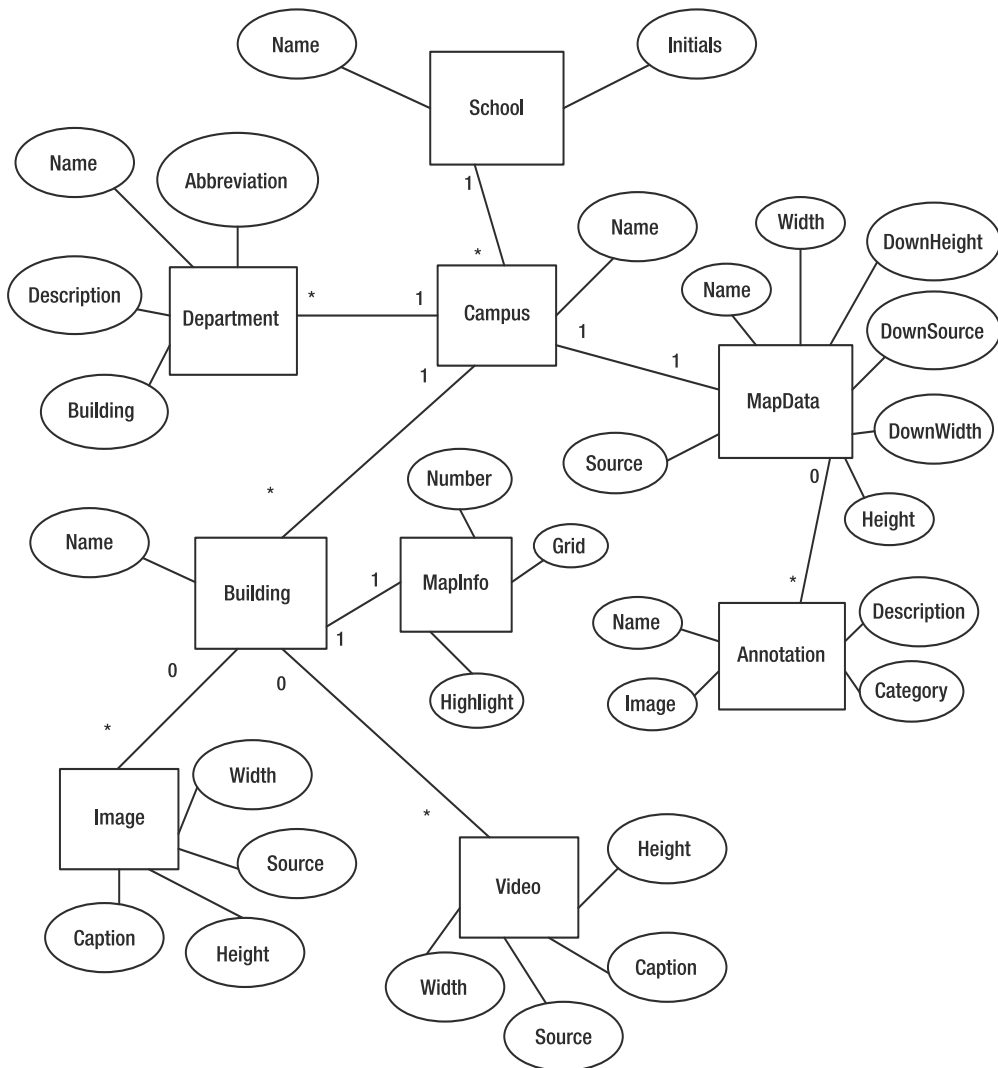 Name
Initials
School
Name
Abbreviation
1
*
Name
Width
DownHeight
Description
Department
*
1
Campus
Name
DownSource
1
1
1
MapData
Building
DownWidth
Source
0
Number
Height
*
Name
Grid
1
Building
MapInfo
*
1
Name
Description
0
0
Annotation
Highlight
Image
Category
*
Width
*
Image
Source
Height
Video
Caption
Height
Width
Caption
Source